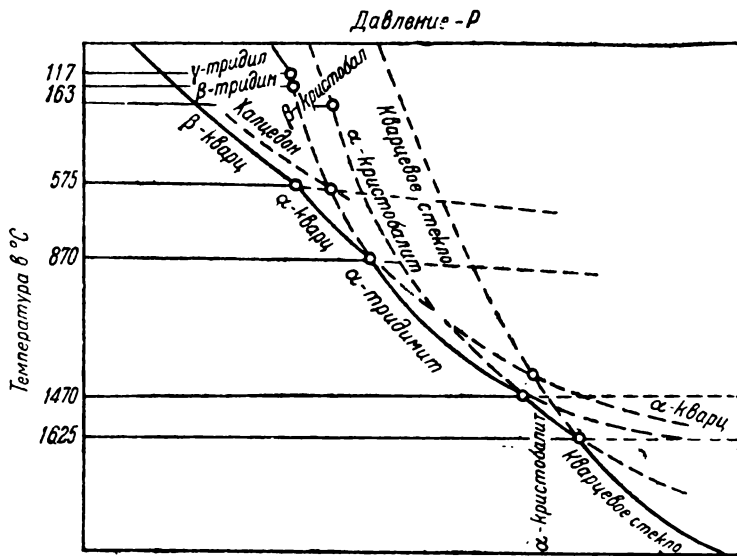 Давление - P
117
163
575
870
1470
1625
Температура в °C
γ-тридим
β-тридим
β-кристобал
Халцедон
β-кварц
α-кварц
α-кристобалит
Кварцевое стекло
α-тридимит
α-кварц
α-кристобалит
Кварцевое стекло